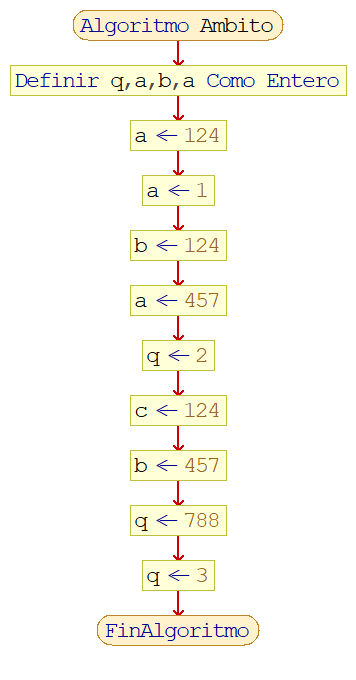 Algoritmo Ambito
Definir q,a,b,a Como Entero
a ← 124
a ← 1
b ← 124
a ← 457
q ← 2
c ← 124
b ← 457
q ← 788
q ← 3
FinAlgoritmo